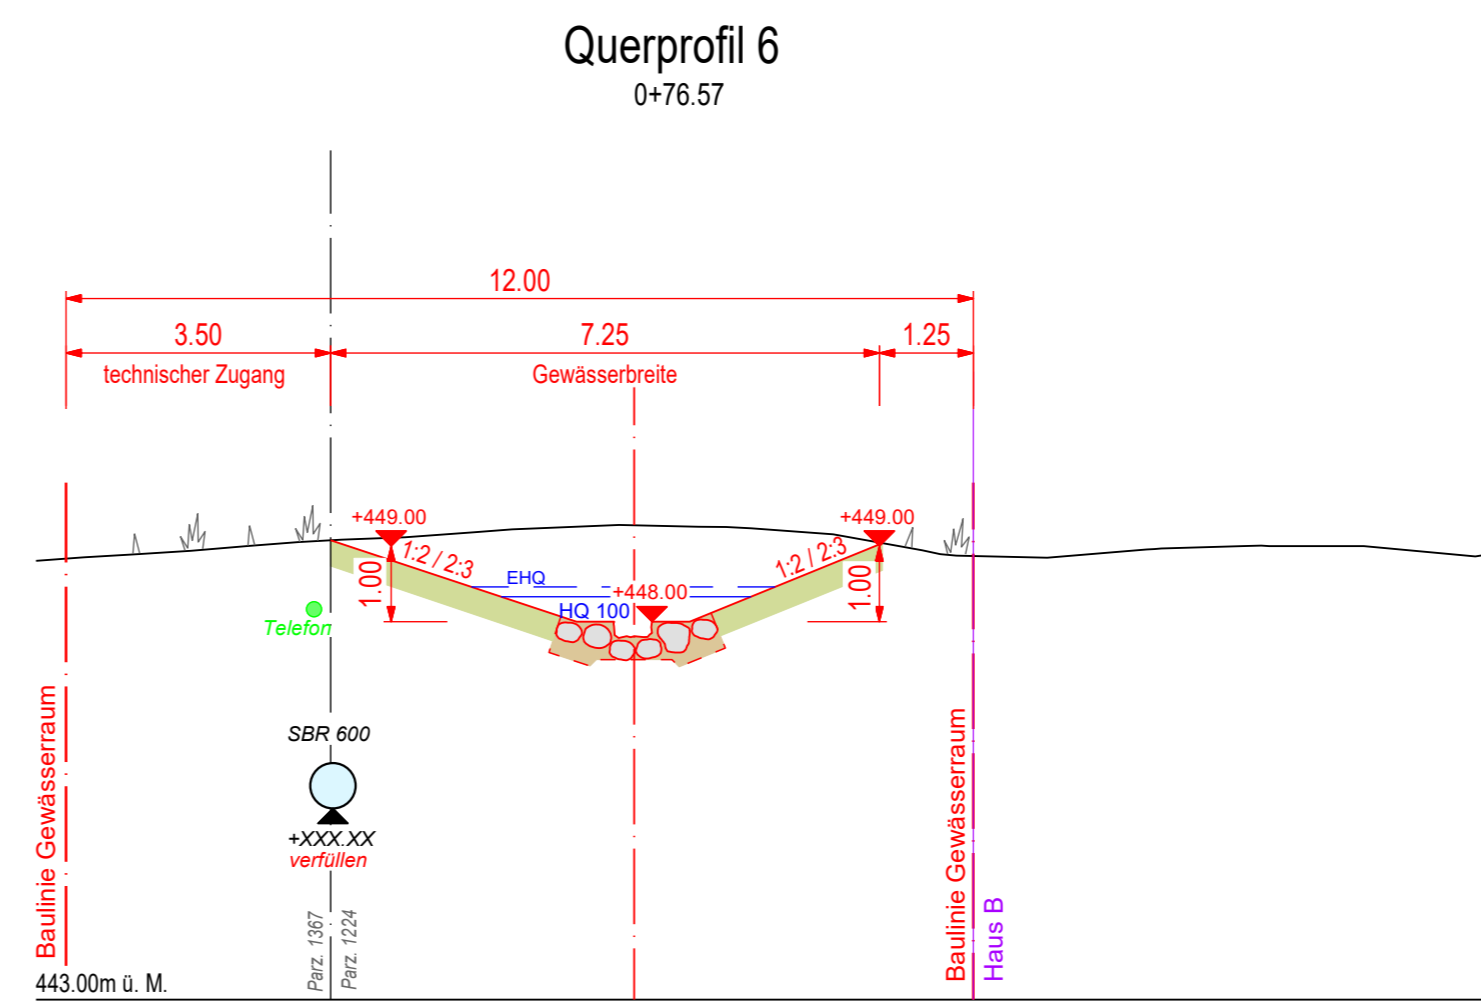 Querprofil 6
0+76.57
12.00
3.50
7.25
1.25
technischer Zugang
Gewässerbreite
+449.00
+449.00
1:2 / 2:3
1:2 / 2:3
1.00
1.00
EHQ
+448.00
HQ 100
Telefon
SBR 600
+XXX.XX
verfüllen
Baulinie Gewässerraum
Parz. 1367
Parz. 1224
Baulinie Gewässerraum
Haus B
443.00m ü. M.